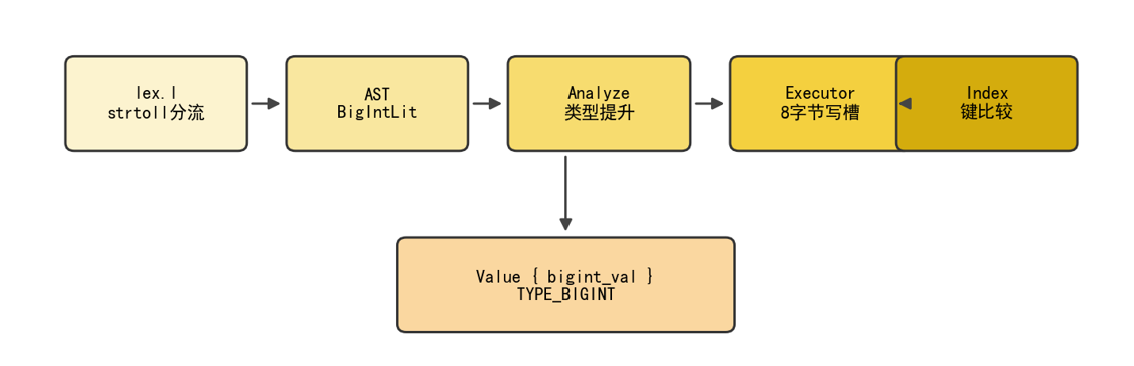 lex.l
strtoll分流
AST
BigIntLit
Analyze
类型提升
Executor
8字节写槽
Index
键比较
Value { bigint_val }
TYPE_BIGINT